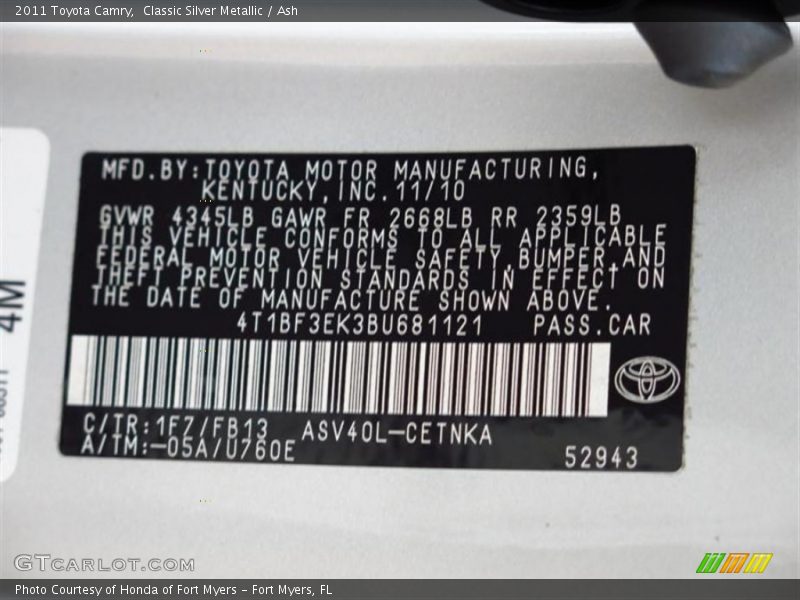 2011 Toyota Camry,  Classic Silver Metallic / Ash
MFD.BY:TOYOTA MOTOR MANUFACTURING,
KENTUCKY,INC.11/10
GVWR 4345LB GAWR FR 2668LB RR 2359LB
THIS VEHICLE CONFORMS TO ALL APPLICABLE
FEDERAL MOTOR VEHICLE SAFETY,BUMPER,AND
THEFT PREVENTION STANDARDS IN EFFECT ON
THE DATE OF MANUFACTURE SHOWN ABOVE.
4T1BF3EK3BU681121 PASS.CAR
C/TR:1F7/FB13 ASV40L-CETNKA
A/TM:-05A/U760E
52943
4M
GTCARLOT.COM
Photo Courtesy of Honda of Fort Myers – Fort Myers, FL